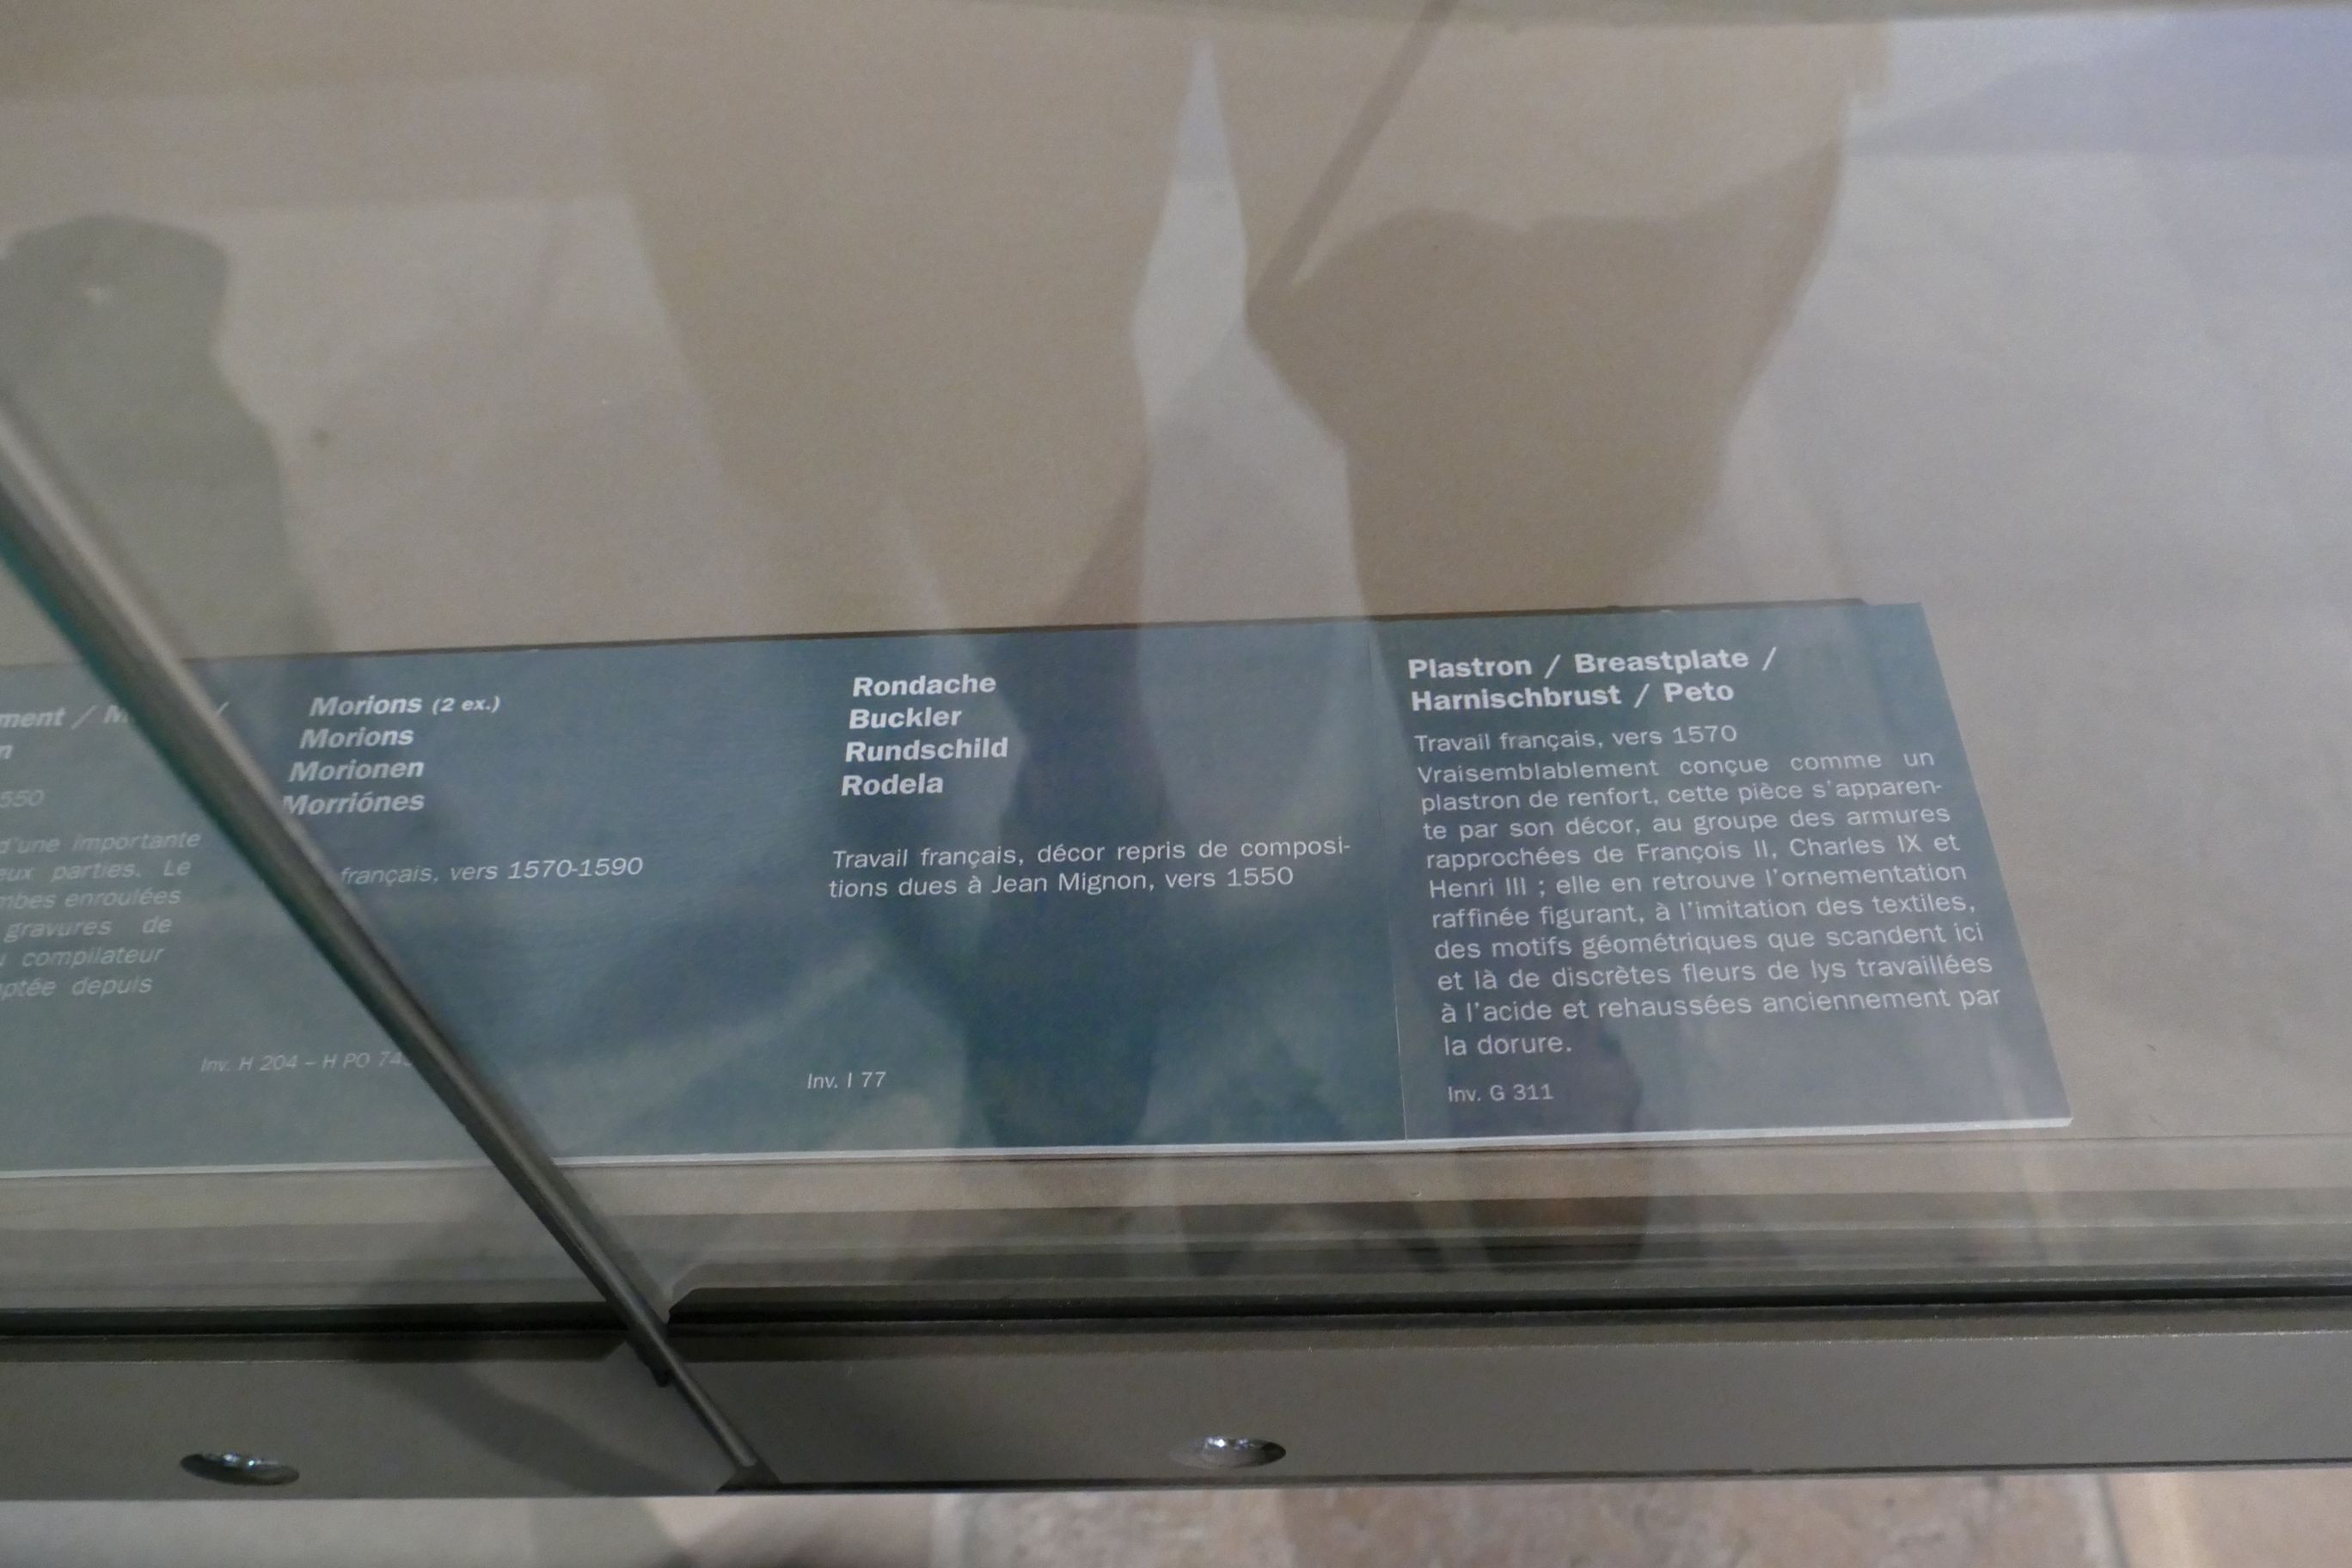 ment /
n
550
d'une importante
eux parties. Le
mbes enroulées
gravures de
compilateur
ptée depuis
Morions (2 ex.)
Morions
Morionen
Morriónes
français, vers 1570-1590
Inv. H 204 – H PO 74
Rondache
Buckler
Rundschild
Rodela
Travail français, décor repris de composi-
tions dues à Jean Mignon, vers 1550
Inv. I 77
Plastron / Breastplate /
Harnischbrust / Peto
Travail français, vers 1570
Vraisemblablement conçue comme un
plastron de renfort, cette pièce s'apparen-
te par son décor, au groupe des armures
rapprochées de François II, Charles IX et
Henri III ; elle en retrouve l'ornementation
raffinée figurant, à l'imitation des textiles,
des motifs géométriques que scandent ici
et là de discrètes fleurs de lys travaillées
à l'acide et rehaussées anciennement par
la dorure.
Inv. G 311